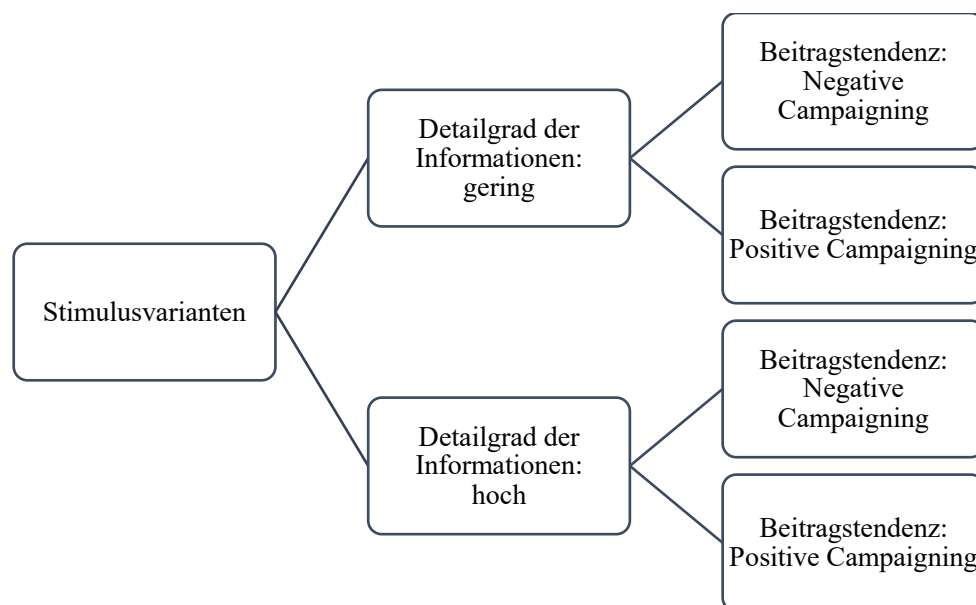 Stimulusvarianten
Detailgrad der
Informationen:
gering
Beitragstendenz:
Negative
Campaigning
Beitragstendenz:
Positive Campaigning
Detailgrad der
Informationen:
hoch
Beitragstendenz:
Negative
Campaigning
Beitragstendenz:
Positive Campaigning